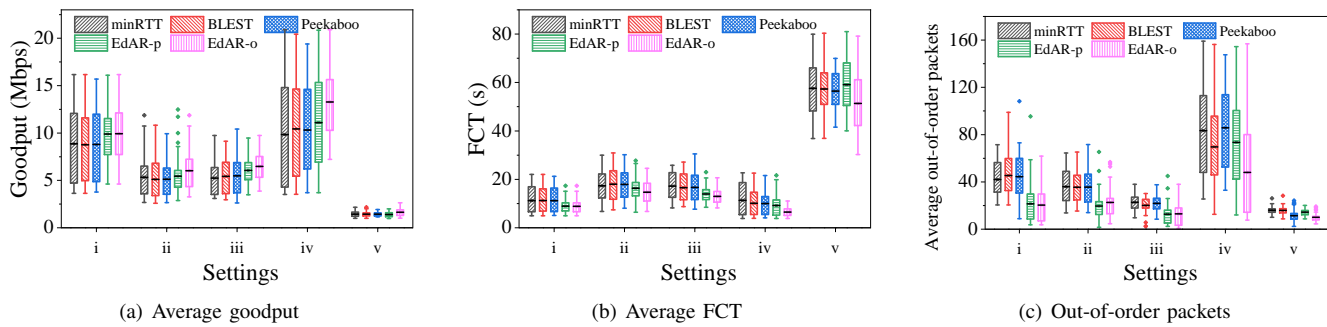 minRTT BLEST Peekaboo
EdAR-p EdAR-o
Goodput (Mbps)
20
15
10
5
0
i ii iii iv v
Settings
(a) Average goodput
minRTT BLEST Peekaboo
EdAR-p EdAR-o
FCT (s)
80
60
40
20
0
i ii iii iv v
Settings
(b) Average FCT
minRTT BLEST Peekaboo
EdAR-p EdAR-o
Average out-of-order packets
160
120
80
40
0
i ii iii iv v
Settings
(c) Out-of-order packets